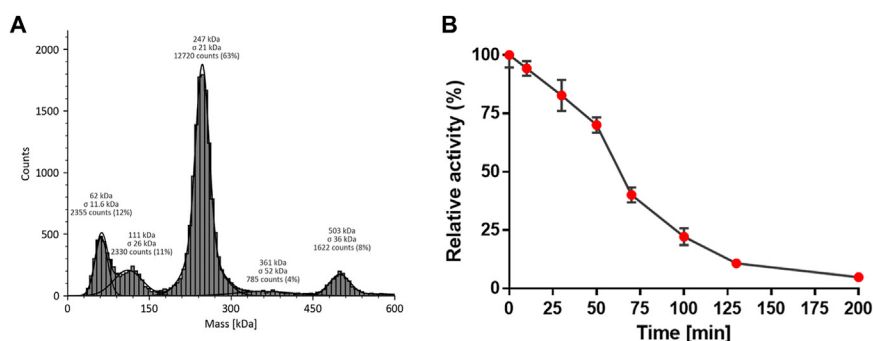 A
247 kDa
σ 21 kDa
12720 counts (63%)
2000
1500
1000
500
0
Counts
62 kDa
σ 11.6 kDa
2355 counts (12%)
111 kDa
σ 26 kDa
2330 counts (11%)
361 kDa
σ 52 kDa
785 counts (4%)
503 kDa
σ 36 kDa
1622 counts (8%)
0 150 300 450 600
Mass [kDa]
B
100
75
50
25
0
Relative activity (%)
0 25 50 75 100 125 150 175 200
Time [min]